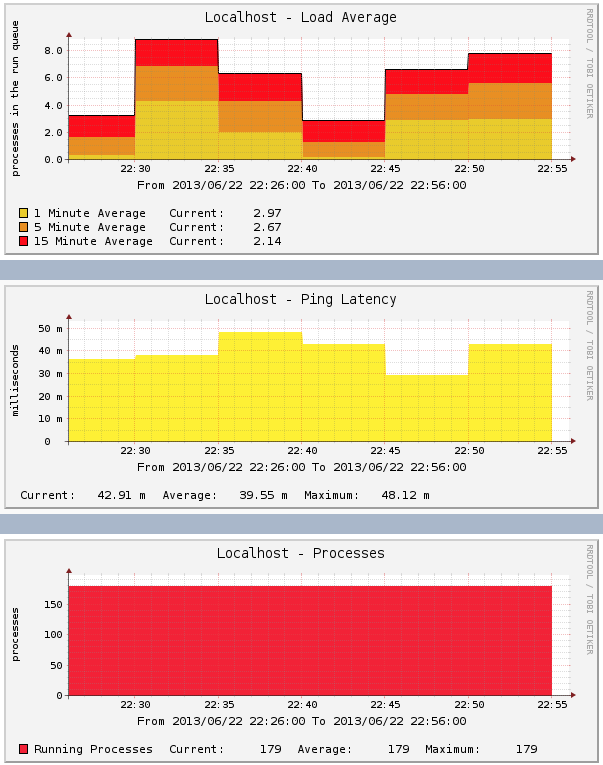 Localhost - Load Average
RRDTOOL / TOBI OETIKER
processes in the run queue
8.0
6.0
4.0
2.0
0.0
22:30 22:35 22:40 22:45 22:50 22:55
From 2013/06/22 22:26:00 To 2013/06/22 22:56:00
1 Minute Average Current: 2.97
5 Minute Average Current: 2.67
15 Minute Average Current: 2.14
Localhost - Ping Latency
RRDTOOL / TOBI OETIKER
milliseconds
50 m
40 m
30 m
20 m
10 m
0
22:30 22:35 22:40 22:45 22:50 22:55
From 2013/06/22 22:26:00 To 2013/06/22 22:56:00
Current: 42.91 m Average: 39.55 m Maximum: 48.12 m
Localhost - Processes
RRDTOOL / TOBI OETIKER
processes
150
100
50
0
22:30 22:35 22:40 22:45 22:50 22:55
From 2013/06/22 22:26:00 To 2013/06/22 22:56:00
Running Processes Current: 179 Average: 179 Maximum: 179